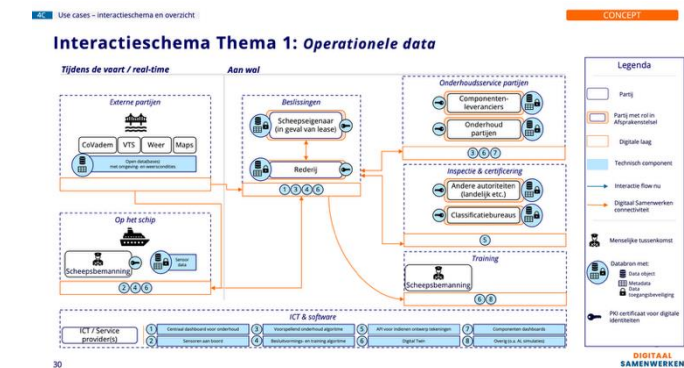 4C Use cases – interactieschema en overzicht
CONCEPT
Interactieschema Thema 1: Operationele data
Tijdens de vaart / real-time
Aan wal
Externe partijen
CoVadem
VTS
Weer
Maps
Open database(s)
met omgeving- en weerscondities
Op het schip
Scheepsbemanning
Sensor
data
2 4 6
Beslissingen
Scheepseigenaar
(in geval van lease)
Rederij
1 3 4 6
Onderhoudsservice partijen
Componenten-
leveranciers
Onderhoud
partijen
3 6 7
Inspectie & certificering
Andere autoriteiten
(landelijk etc.)
Classificatiebureaus
5
Training
Scheepsbemanning
6 8
ICT & software
ICT / Service
provider(s)
1 Centraal dashboard voor onderhoud
2 Sensoren aan boord
3 Voorspellend onderhoud algoritme
4 Besluitvormings- en training algoritme
5 API voor indienen ontwerp tekeningen
6 Digital Twin
7 Componenten dashboards
8 Overig (o.a. AI, simulaties)
Legenda
Partij
Partij met rol in
Afsprakenstelsel
Digitale laag
Technisch component
Interactie flow nu
Digitaal Samenwerken
connectiviteit
Menselijke tussenkomst
Databron met:
Data object
Metadata
Data
toegangsbeveiliging
PKI certificaat voor digitale
identiteiten
30
DIGITAAL
SAMENWERKEN